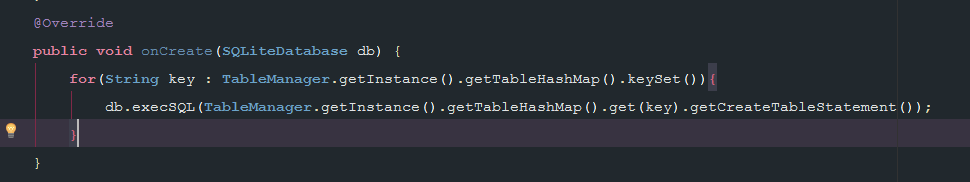 @Override
public void onCreate(SQLiteDatabase db) {
for(String key : TableManager.getInstance().getTableHashMap().keySet()){
db.execSQL(TableManager.getInstance().getTableHashMap().get(key).getCreateTableStatement());
}
}